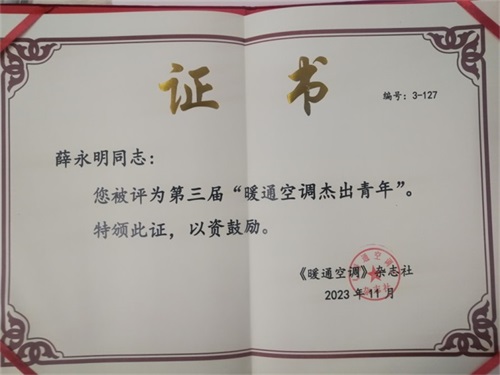 证 书
编号：3-127
薛永明同志：
您被评为第三届“暖通空调杰出青年”。
特颁此证，以资鼓励。
《暖通空调》杂志社
2023年11月